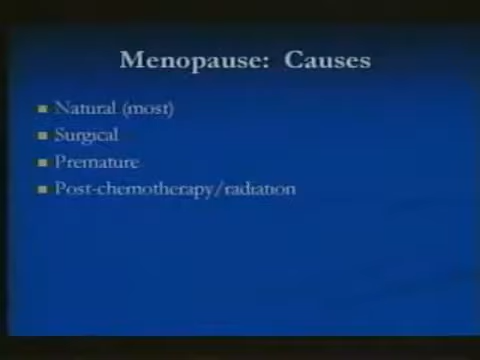 Menopause: Causes
Natural (most)
Surgical
Premature
Post-chemotherapy/radiation